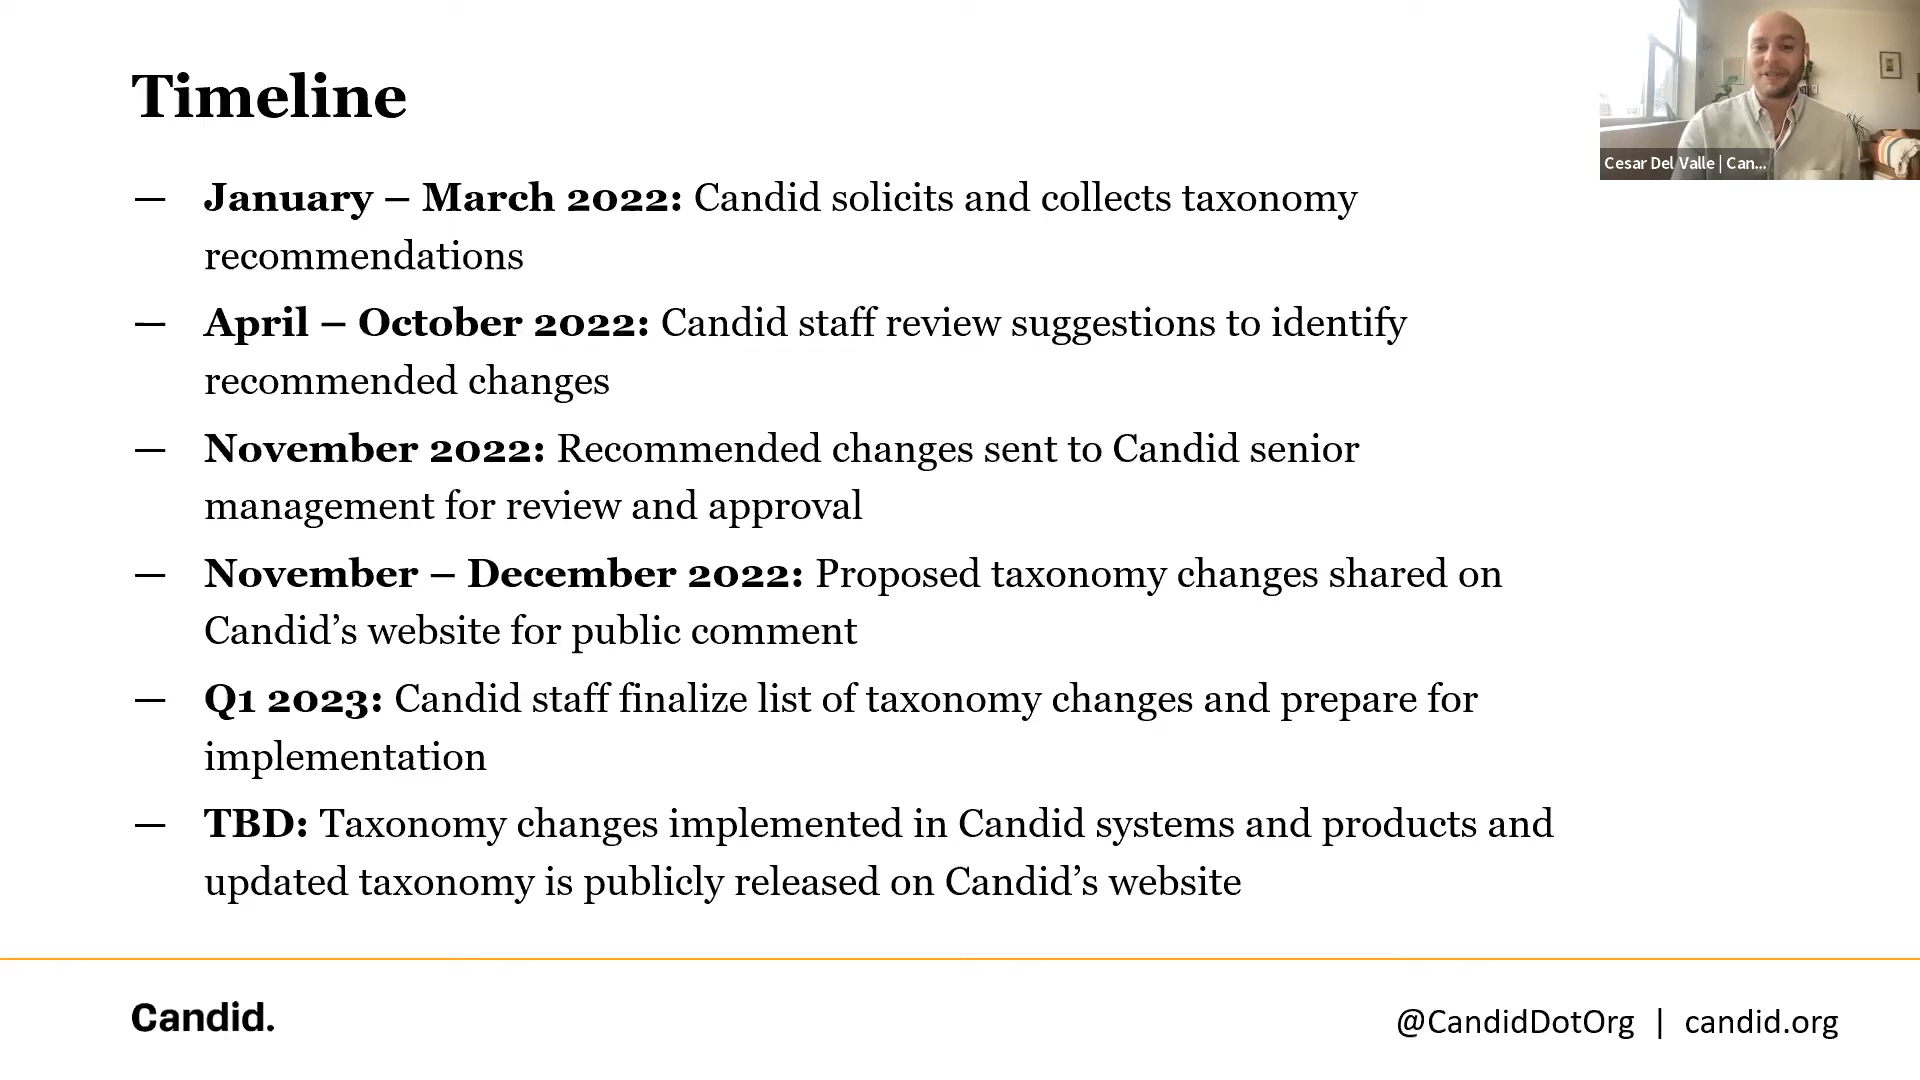 Timeline
Cesar Del Valle | Can...
— January – March 2022: Candid solicits and collects taxonomy
recommendations
— April – October 2022: Candid staff review suggestions to identify
recommended changes
— November 2022: Recommended changes sent to Candid senior
management for review and approval
— November – December 2022: Proposed taxonomy changes shared on
Candid’s website for public comment
— Q1 2023: Candid staff finalize list of taxonomy changes and prepare for
implementation
— TBD: Taxonomy changes implemented in Candid systems and products and
updated taxonomy is publicly released on Candid’s website
Candid.
@CandidDotOrg | candid.org